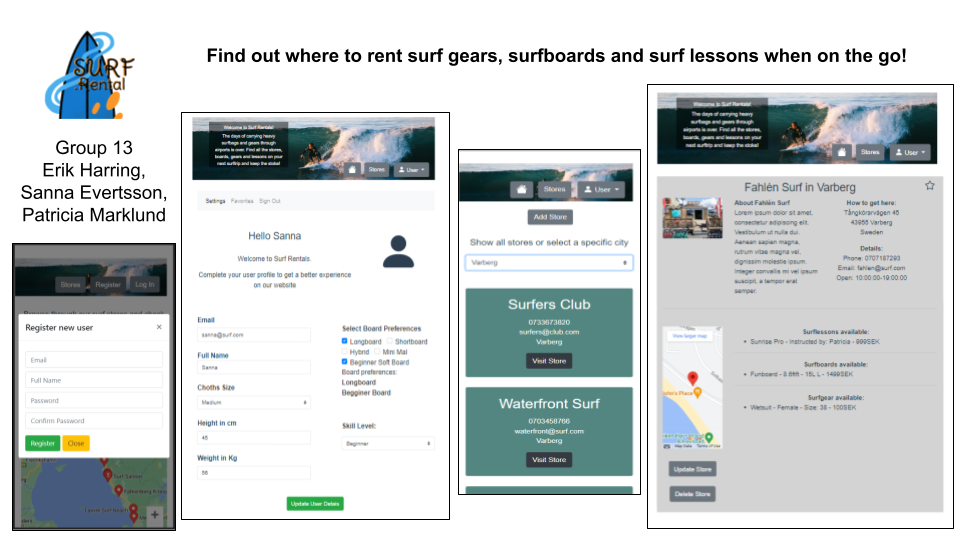 SURF
Rental
Find out where to rent surf gears, surfboards and surf lessons when on the go!
Group 13
Erik Harring,
Sanna Evertsson,
Patricia Marklund
Stores
Register
Log In
Register new user
×
Email
Full Name
Password
Confirm Password
Register
Close
+
Welcome to Surf Rentals!
The days of carrying heavy
surfbags and gears through
airports is over. Find all the stores,
boards, gears and lessons on your
next surftrip and keep the stoke!
Stores
User
Settings Favorites Sign Out
Hello Sanna
Welcome to Surf Rentals.
Complete your user profile to get a better experience
on our website
Email
sanna@surf.com
Full Name
Sanna
Choths Size
Medium
Height in cm
45
Weight in Kg
56
Select Board Preferences
Longboard Shortboard
Hybrid Mini Mal
Beginner Soft Board
Board preferences:
Longboard
Begginer Board
Skill Level:
Beginner
Update User Details
Stores
User
Add Store
Show all stores or select a specific city
Varberg
Surfers Club
0733673820
surfers@club.com
Varberg
Visit Store
Waterfront Surf
0703458766
waterfront@surf.com
Varberg
Visit Store
Welcome to Surf Rentals!
The days of carrying heavy
surfbags and gears through
airports is over. Find all the stores,
boards, gears and lessons on your
next surftrip and keep the stoke!
Stores
User
Fahlén Surf in Varberg
About Fahlén Surf
Lorem ipsum dolor sit amet,
consectetur adipiscing elit.
Vestibulum ut nulla dui.
Aenean sapien magna,
rutrum vitae magna vel,
dignissim molestie ipsum.
Integer convallis mi vel ipsum
suscipit, a tempor erat
semper.
How to get here:
Tångkörarvägen 45
43955 Varberg
Sweden
Details:
Phone: 0707187293
Email: fahlen@surf.com
Open: 10:00:00-19:00:00
View larger map
Map Data Terms of Use
Surflessons available:
Sunrise Pro - Instructed by: Patricia - 999SEK
Surfboards available:
Funboard - 8.6ftft - 15L L - 1499SEK
Surfgear available:
Wetsuit - Female - Size: 38 - 100SEK
Update Store
Delete Store